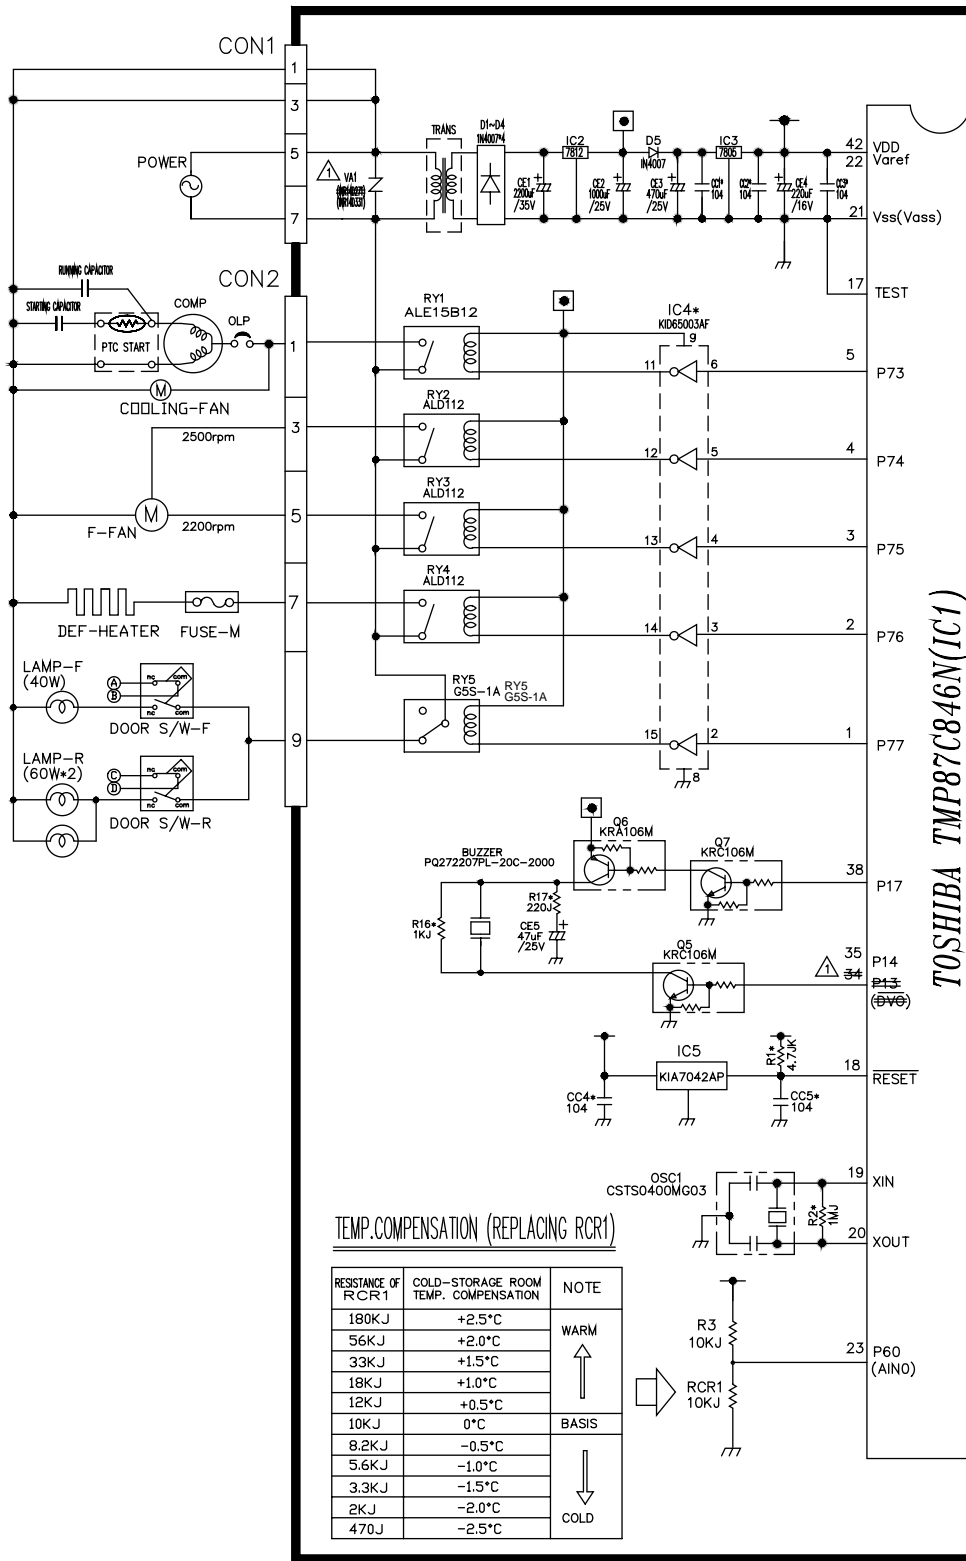 CON1
1
3
5
7
POWER
VA1
TRANS
D1~D4
1N4007*4
CE1
2200uF
/35V
IC2
7812
CE2
1000uF
/25V
D5
1N4007
CE3
470uF
/25V
CC1*
104
IC3
7805
CC2*
104
CE4
220uF
/16V
CC3*
104
42 VDD
22 Varef
21 Vss(Vass)
17 TEST
CON2
RUNNING CAPACITOR
STARTING CAPACITOR
PTC START
COMP
OLP
1
M
COOLING-FAN
3
2500rpm
M
F-FAN
2200rpm
5
DEF-HEATER
FUSE-M
7
LAMP-F
(40W)
A
B
nc
com
nc
com
DOOR S/W-F
LAMP-R
(60W*2)
C
D
nc
com
nc
com
DOOR S/W-R
9
RY1
ALE15B12
RY2
ALD112
RY3
ALD112
RY4
ALD112
RY5
G5S-1A
RY5
G5S-1A
IC4*
KID65003AF
9
11 6
12 5
13 4
14 3
15 2
8
5 P73
4 P74
3 P75
2 P76
1 P77
TOSHIBA TMP87C846N(IC1)
BUZZER
PQ272207PL-20C-2000
R16*
1KJ
R17*
220J
CE5
47uF
/25V
Q6
KRA106M
Q7
KRC106M
38 P17
Q5
KRC106M
1
1
35 P14
34 P13
(DVO)
IC5
KIA7042AP
CC4*
104
R1*
4.7JK
CC5*
104
18 RESET
OSC1
CSTS0400MG03
R2*
1MJ
19 XIN
20 XOUT
R3
10KJ
RCR1
10KJ
23 P60
(AIN0)
TEMP.COMPENSATION (REPLACING RCR1)
RESISTANCE OF RCR1 COLD-STORAGE ROOM TEMP. COMPENSATION NOTE
180KJ +2.5°C
56KJ +2.0°C
33KJ +1.5°C
18KJ +1.0°C
12KJ +0.5°C
WARM
10KJ 0°C BASIS
8.2KJ -0.5°C
5.6KJ -1.0°C
3.3KJ -1.5°C
2KJ -2.0°C
470J -2.5°C
COLD